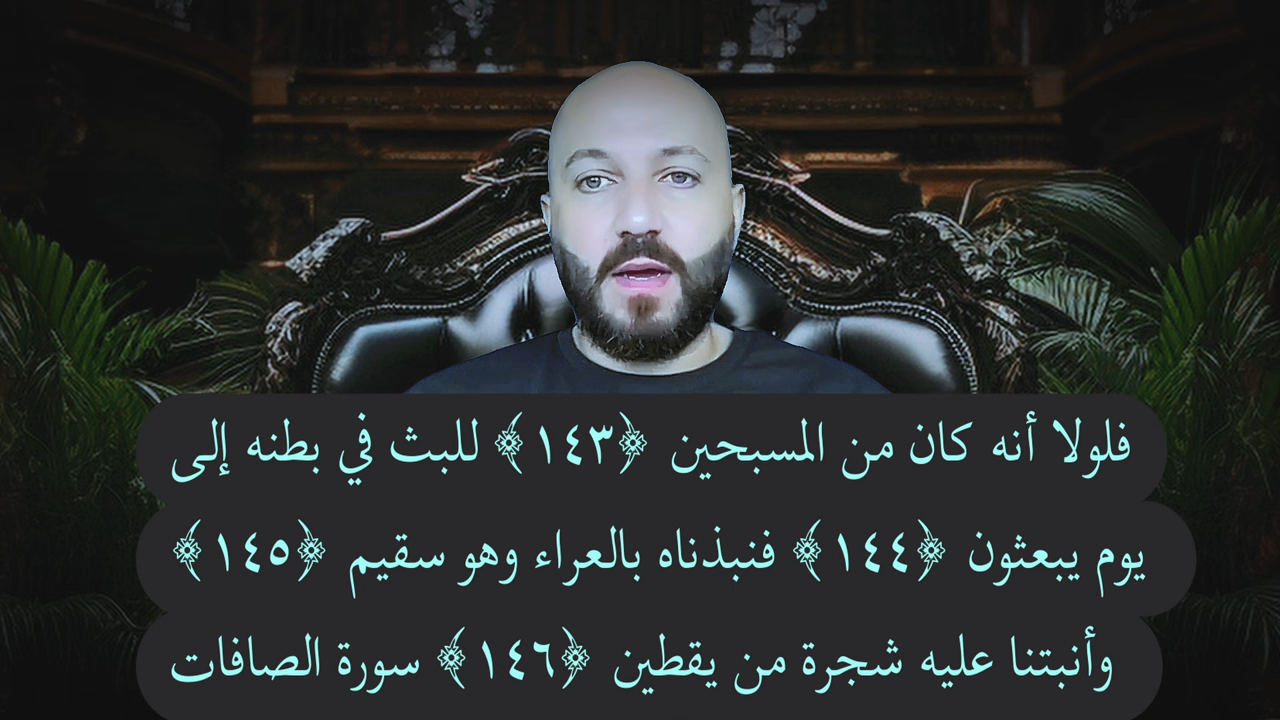 فلولا أنه كان من المسبحين ﴿١٤٣﴾ للبث في بطنه إلى
يوم يبعثون ﴿١٤٤﴾ فنبذناه بالعراء وهو سقيم ﴿١٤٥﴾
وأنبتنا عليه شجرة من يقطين ﴿١٤٦﴾ سورة الصافات